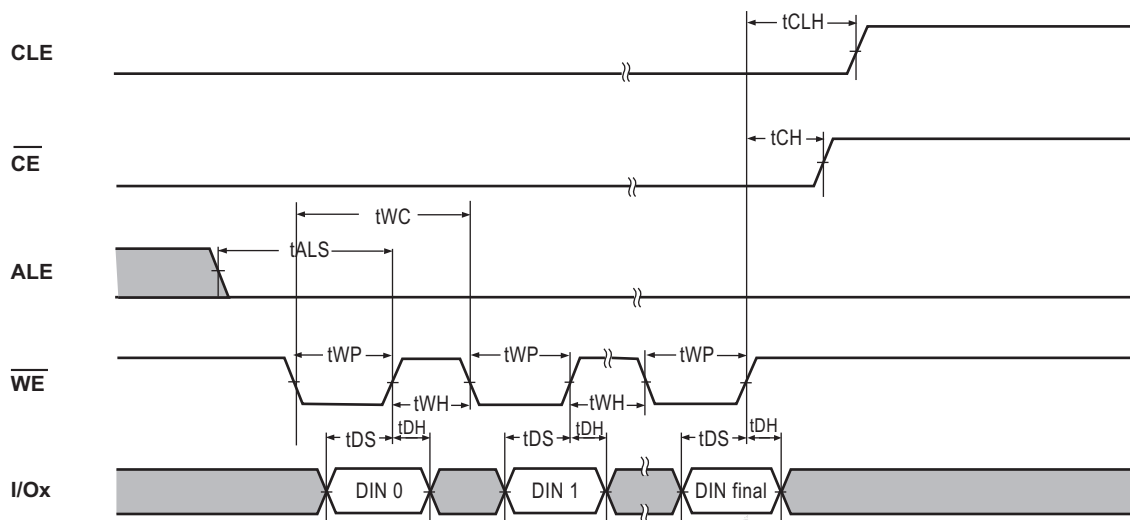 CLE
tCLH
CE
tCH
tWC
ALE
tALS
WE
tWP
tWP
tWP
tWH
tWH
tDS
tDH
tDS
tDH
tDS
tDH
I/Ox
DIN 0
DIN 1
DIN final